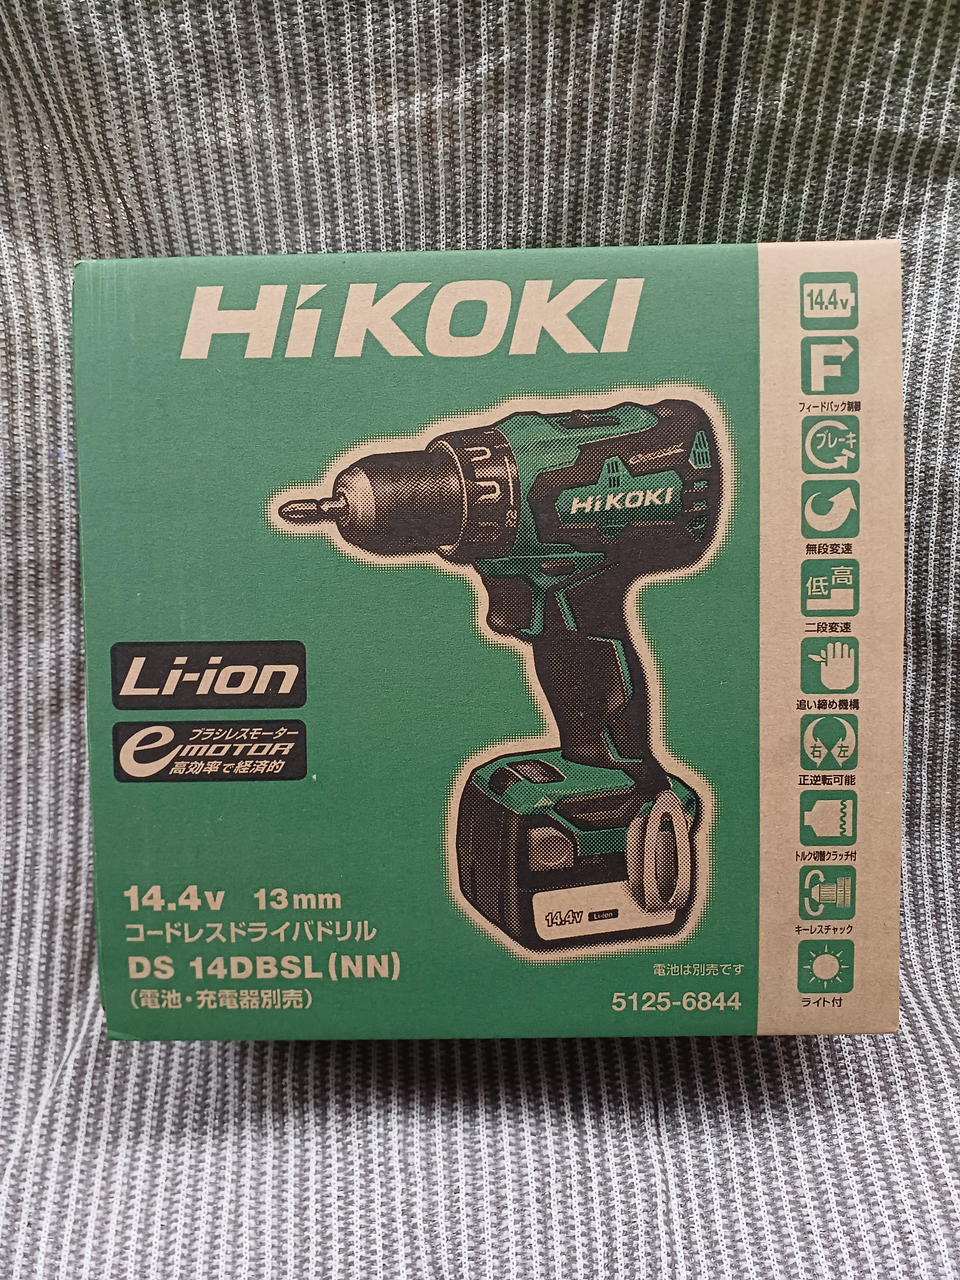 HiKOKI
HiKOKI
Li-ion
ブラシレスモーター
eMOTOR
高効率で経済的
14.4v Li-ion
14.4v 13mm
コードレスドライバドリル
DS 14DBSL(NN)
(電池・充電器別売)
電池は別売です
5125-6844
14.4v
F
フィードバック制御
ブレーキ
無段変速
低高
二段変速
追い締め機構
右左
正逆転可能
トルク切替クラッチ付
キーレスチャック
ライト付